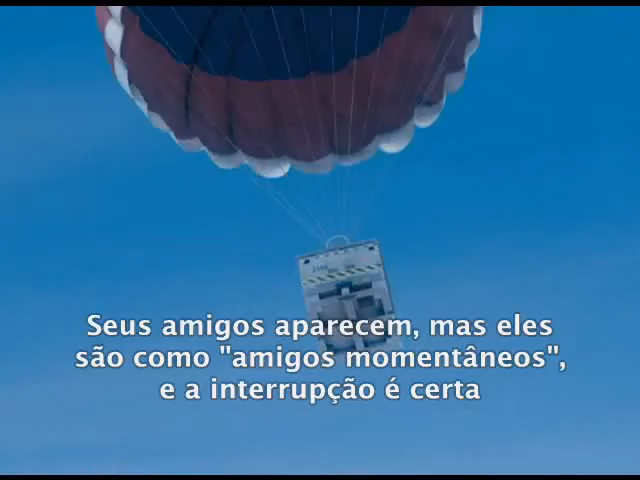 Seus amigos aparecem, mas eles
são como "amigos momentâneos",
e a interrupção é certa